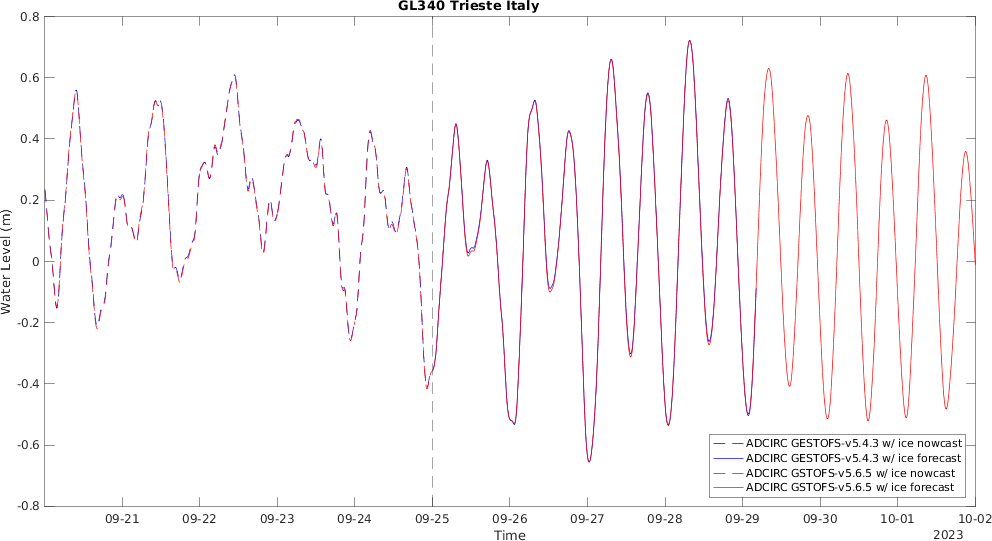 GL340 Trieste Italy
Water Level (m)
0.8
0.6
0.4
0.2
0
-0.2
-0.4
-0.6
-0.8
ADCIRC GESTOFS-v5.4.3 w/ ice nowcast
ADCIRC GESTOFS-v5.4.3 w/ ice forecast
ADCIRC GSTOFS-v5.6.5 w/ ice nowcast
ADCIRC GSTOFS-v5.6.5 w/ ice forecast
09-21 09-22 09-23 09-24 09-25 09-26 09-27 09-28 09-29 09-30 10-01 10-02
Time
2023